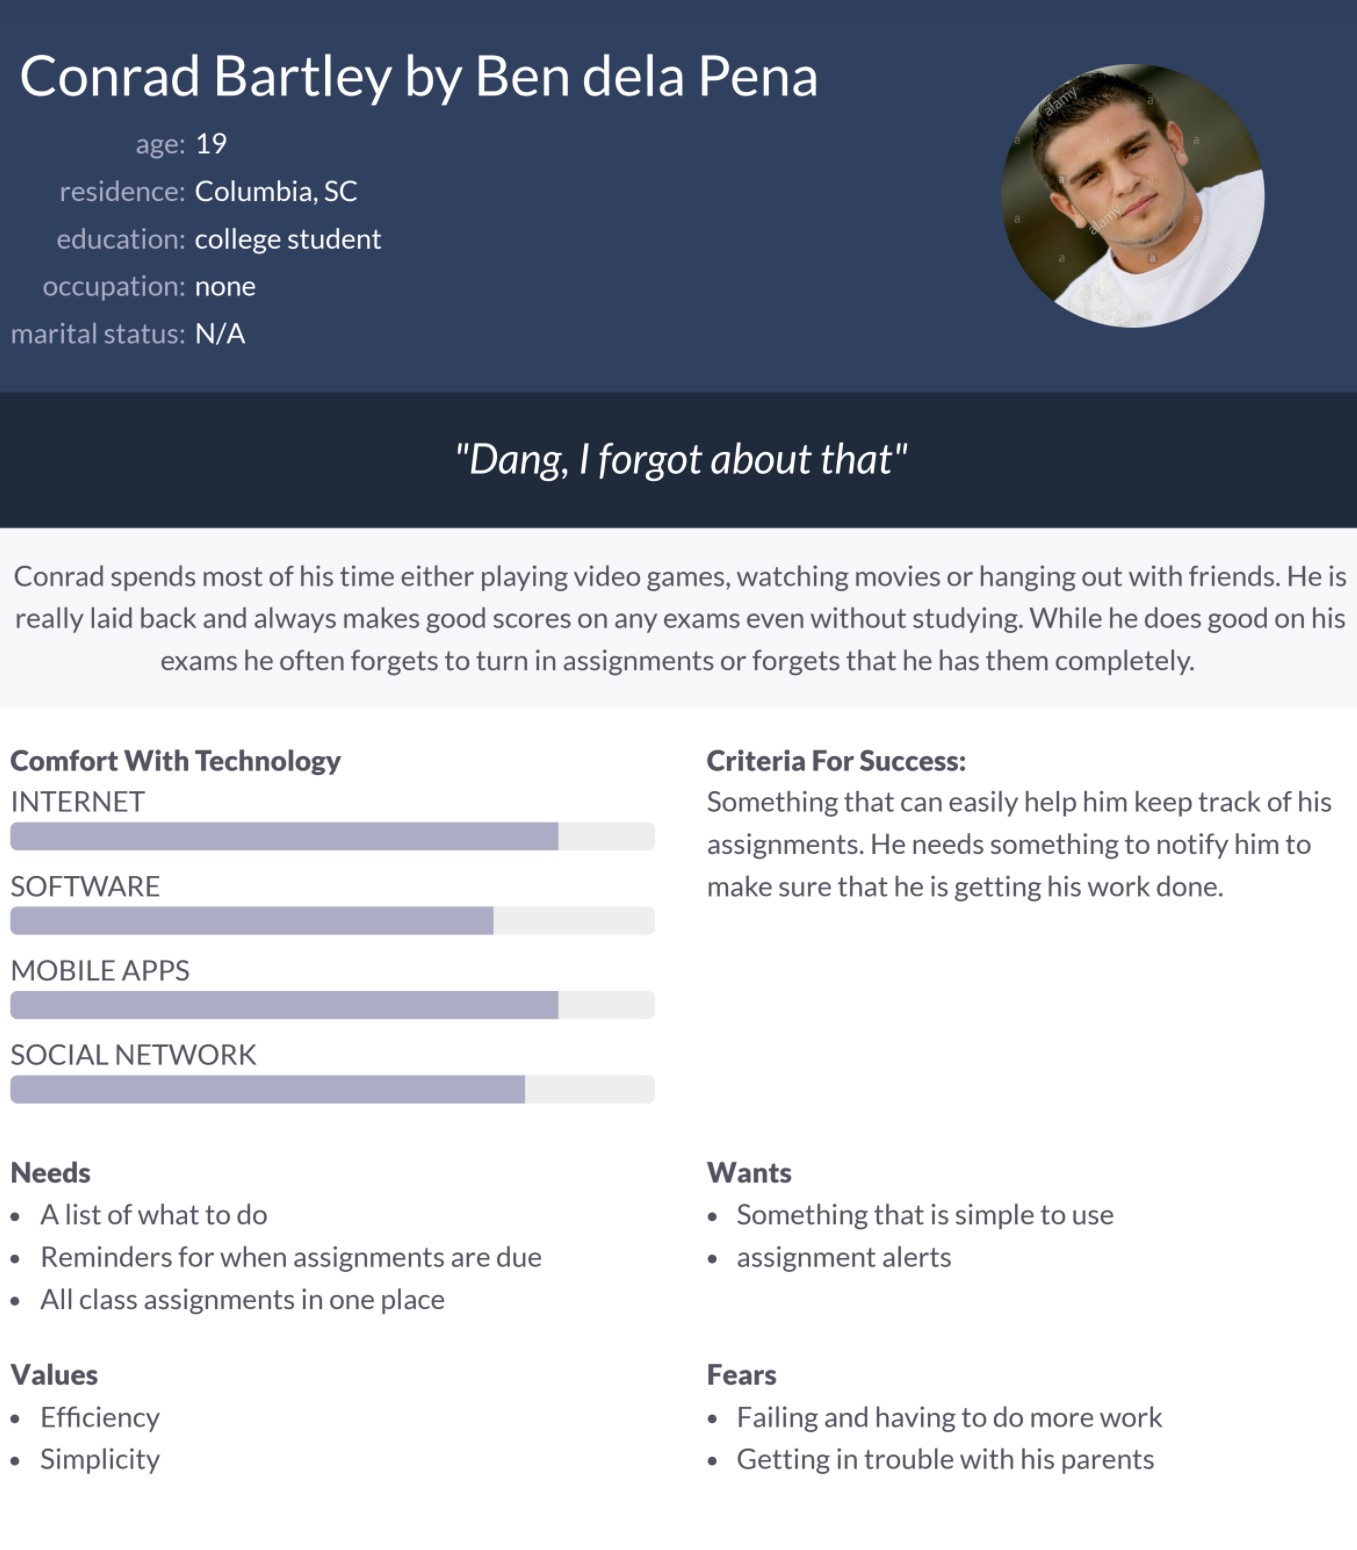 Conrad Bartley by Ben dela Pena
age: 19
residence: Columbia, SC
education: college student
occupation: none
marital status: N/A
alamy
a
a
a
a
a
a
alamy
a
a
a
a
alamy
"Dang, I forgot about that"
Conrad spends most of his time either playing video games, watching movies or hanging out with friends. He is
really laid back and always makes good scores on any exams even without studying. While he does good on his
exams he often forgets to turn in assignments or forgets that he has them completely.
Comfort With Technology
INTERNET
SOFTWARE
MOBILE APPS
SOCIAL NETWORK
Criteria For Success:
Something that can easily help him keep track of his
assignments. He needs something to notify him to
make sure that he is getting his work done.
Needs
• A list of what to do
• Reminders for when assignments are due
• All class assignments in one place
Wants
• Something that is simple to use
• assignment alerts
Values
• Efficiency
• Simplicity
Fears
• Failing and having to do more work
• Getting in trouble with his parents